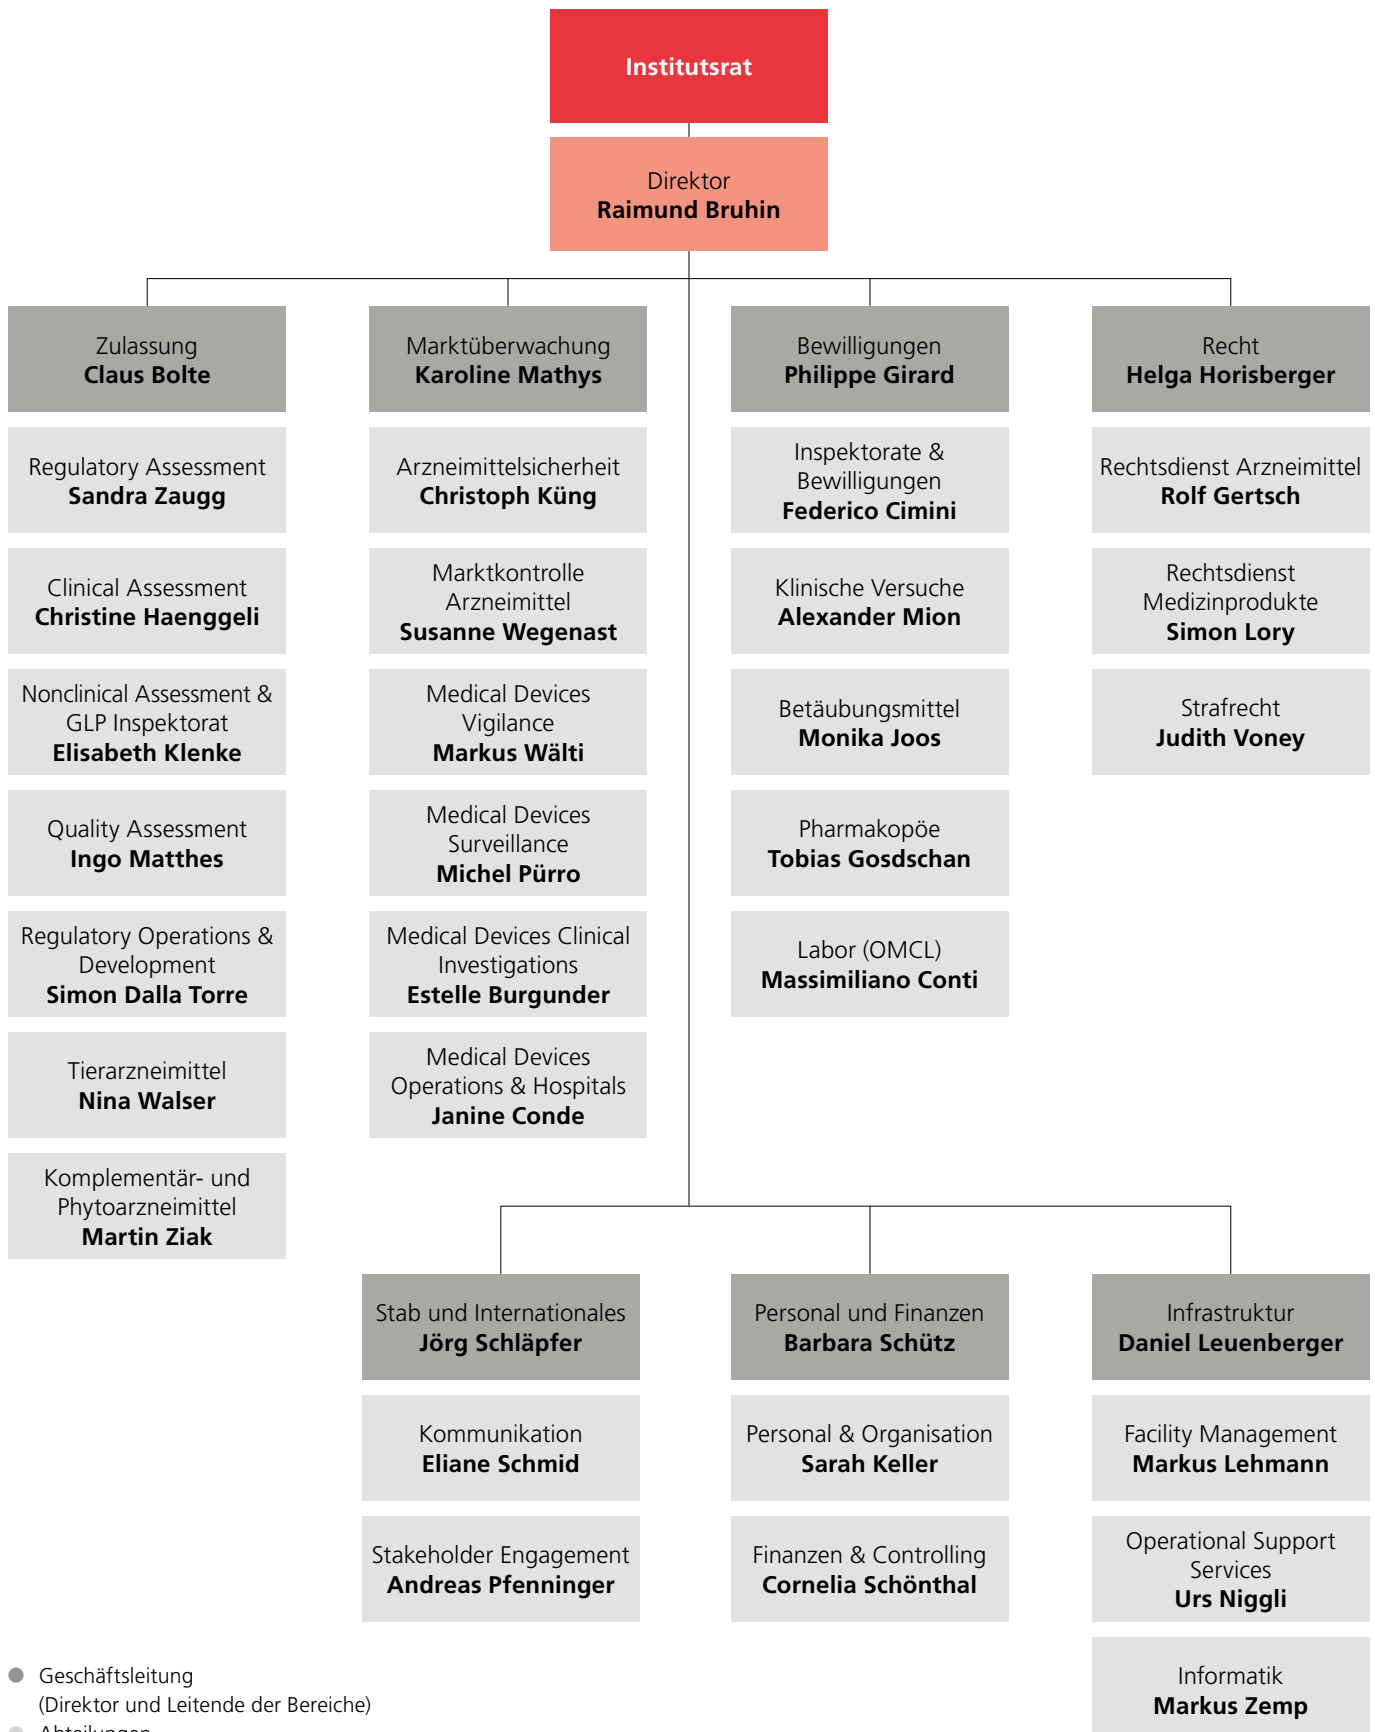 Institutsrat
Direktor
Raimund Bruhin
Zulassung
Claus Bolte
Regulatory Assessment
Sandra Zaugg
Clinical Assessment
Christine Haenggeli
Nonclinical Assessment &
GLP Inspektorat
Elisabeth Klenke
Quality Assessment
Ingo Matthes
Regulatory Operations &
Development
Simon Dalla Torre
Tierarzneimittel
Nina Walser
Komplementär- und
Phytoarzneimittel
Martin Ziak
Marktüberwachung
Karoline Mathys
Arzneimittelsicherheit
Christoph Küng
Marktkontrolle
Arzneimittel
Susanne Wegenast
Medical Devices
Vigilance
Markus Wälti
Medical Devices
Surveillance
Michel Pürro
Medical Devices Clinical
Investigations
Estelle Burgunder
Medical Devices
Operations & Hospitals
Janine Conde
Bewilligungen
Philippe Girard
Inspektorate &
Bewilligungen
Federico Cimini
Klinische Versuche
Alexander Mion
Betäubungsmittel
Monika Joos
Pharmakopöe
Tobias Gosdschan
Labor (OMCL)
Massimiliano Conti
Recht
Helga Horisberger
Rechtsdienst Arzneimittel
Rolf Gertsch
Rechtsdienst
Medizinprodukte
Simon Lory
Strafrecht
Judith Voney
Stab und Internationales
Jörg Schläpfer
Kommunikation
Eliane Schmid
Stakeholder Engagement
Andreas Pfenninger
Personal und Finanzen
Barbara Schütz
Personal & Organisation
Sarah Keller
Finanzen & Controlling
Cornelia Schönthal
Infrastruktur
Daniel Leuenberger
Facility Management
Markus Lehmann
Operational Support
Services
Urs Niggli
Informatik
Markus Zemp
Geschäftsleitung
(Direktor und Leitende der Bereiche)
Abteilungen